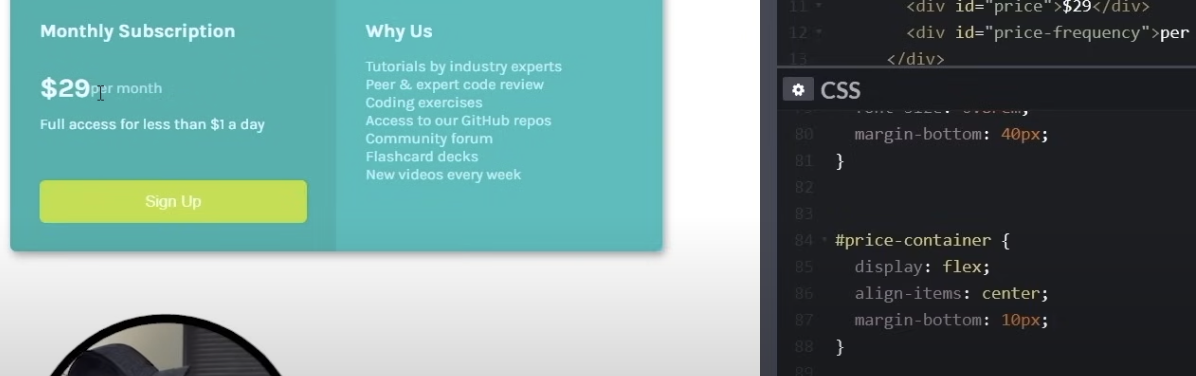 Monthly Subscription
$29 per month
Full access for less than $1 a day
Sign Up
Why Us
Tutorials by industry experts
Peer & expert code review
Coding exercises
Access to our GitHub repos
Community forum
Flashcard decks
New videos every week
11 <div id="price">$29</div>
12 <div id="price-frequency">per
13 </div>
CSS
80 margin-bottom: 40px;
81 }
82
83
84 #price-container {
85 display: flex;
86 align-items: center;
87 margin-bottom: 10px;
88 }
89